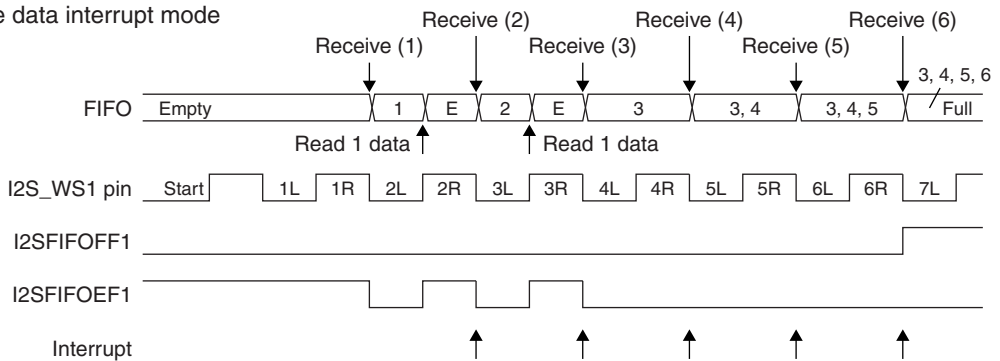 e data interrupt mode
Receive (2) Receive (4) Receive (6)
Receive (1) Receive (3) Receive (5)
3, 4, 5, 6
FIFO Empty 1 E 2 E 3 3, 4 3, 4, 5 Full
Read 1 data Read 1 data
I2S_WS1 pin Start 1L 1R 2L 2R 3L 3R 4L 4R 5L 5R 6L 6R 7L
I2SFIFOFF1
I2SFIFOEF1
Interrupt